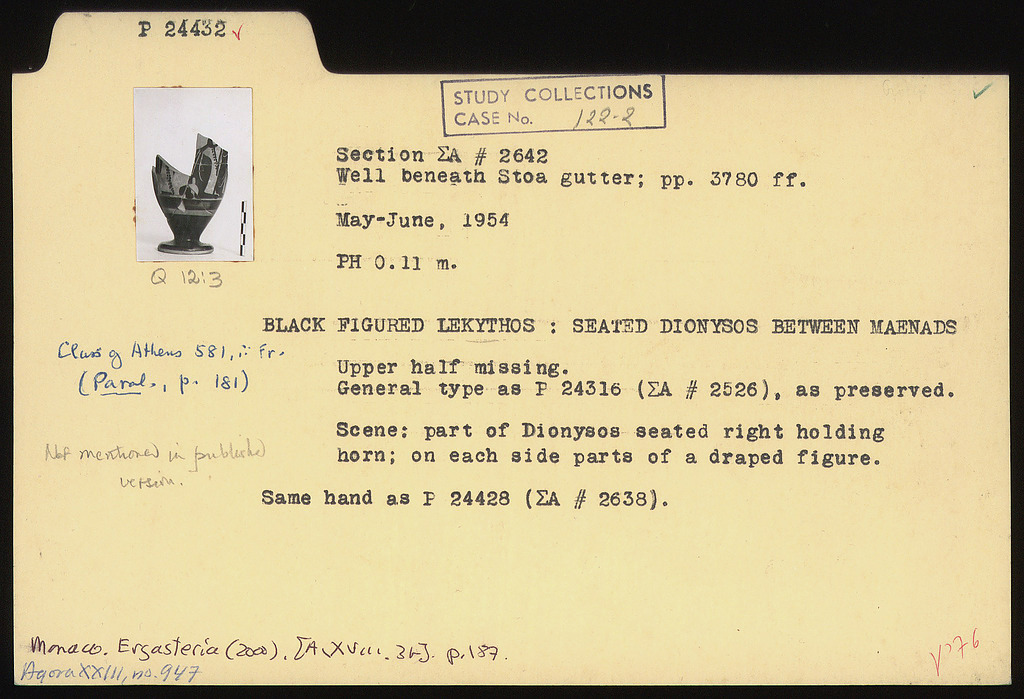 P 24432 ✓
STUDY COLLECTIONS
CASE No. 122-2
Section ΣA # 2642
Well beneath Stoa gutter; pp. 3780 ff.
May-June, 1954
PH 0.11 m.
Q 12:3
BLACK FIGURED LEKYTHOS : SEATED DIONYSOS BETWEEN MAENADS
Class of Athens 581, ii Fr.
(Paral., p. 181)
Upper half missing.
General type as P 24316 (ΣA # 2526), as preserved.
Scene: part of Dionysos seated right holding
horn; on each side parts of a draped figure.
Not mentioned in published
version.
Same hand as P 24428 (ΣA # 2638).
Monaco. Ergasteria (2000). [A.XVIII. 34]. p.187.
Agora XXIII, no. 947